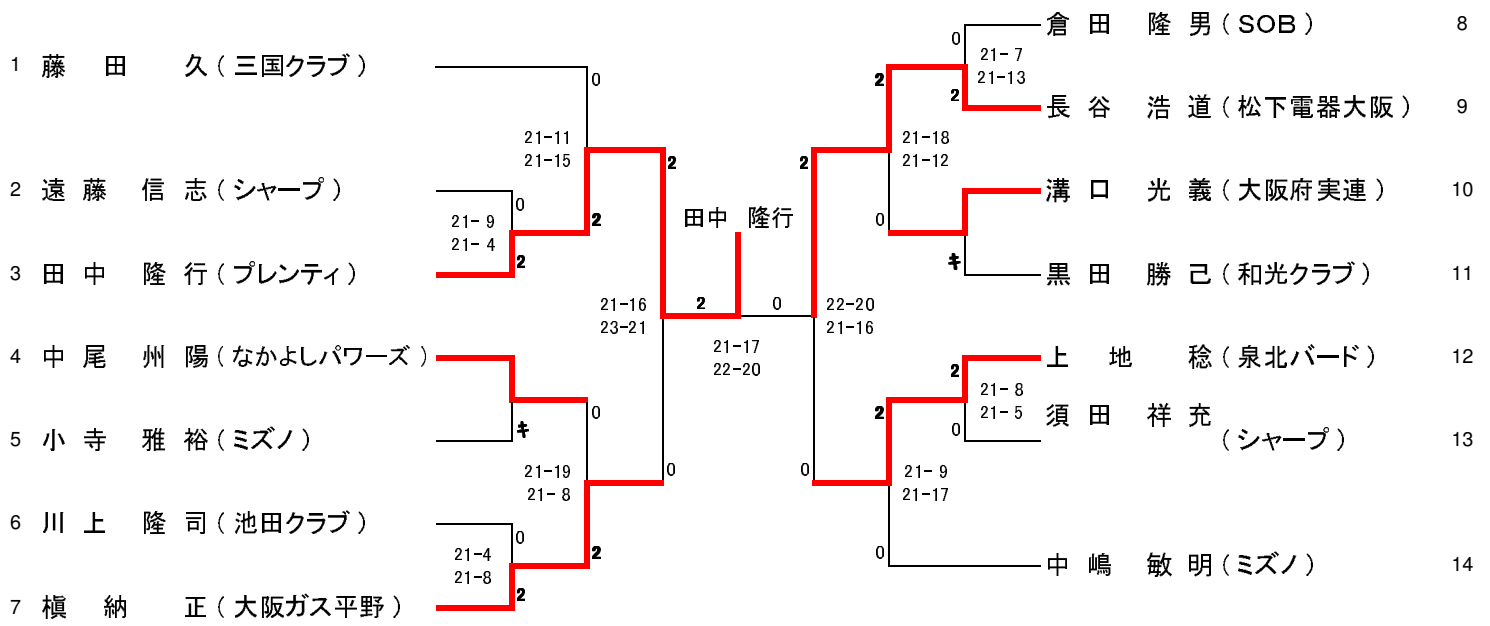 1 藤田 久 ( 三国クラブ )
2 遠藤 信志 ( シャープ )
3 田中 隆行 ( プレンティ )
4 中尾 州陽 ( なかよしパワーズ )
5 小寺 雅裕 ( ミズノ )
6 川上 隆司 ( 池田クラブ )
7 槇納 正 ( 大阪ガス平野 )
0
21-11
21-15
2
0
21- 9
21- 4
2
2
21-16
23-21
0
キ
21-19
21- 8
0
0
21-4
21-8
2
2
田中 隆行
2
0
21-17
22-20
倉田 隆男 ( SOB ) 8
長谷 浩道 ( 松下電器大阪 ) 9
溝口 光義 ( 大阪府実連 ) 10
黒田 勝己 ( 和光クラブ ) 11
上地 稔 ( 泉北バード ) 12
須田 祥充
( シャープ ) 13
中嶋 敏明 ( ミズノ ) 14
0
21- 7
21-13
2
2
21-18
21-12
2
0
キ
22-20
21-16
2
21- 8
21- 5
0
2
21- 9
21-17
0
0